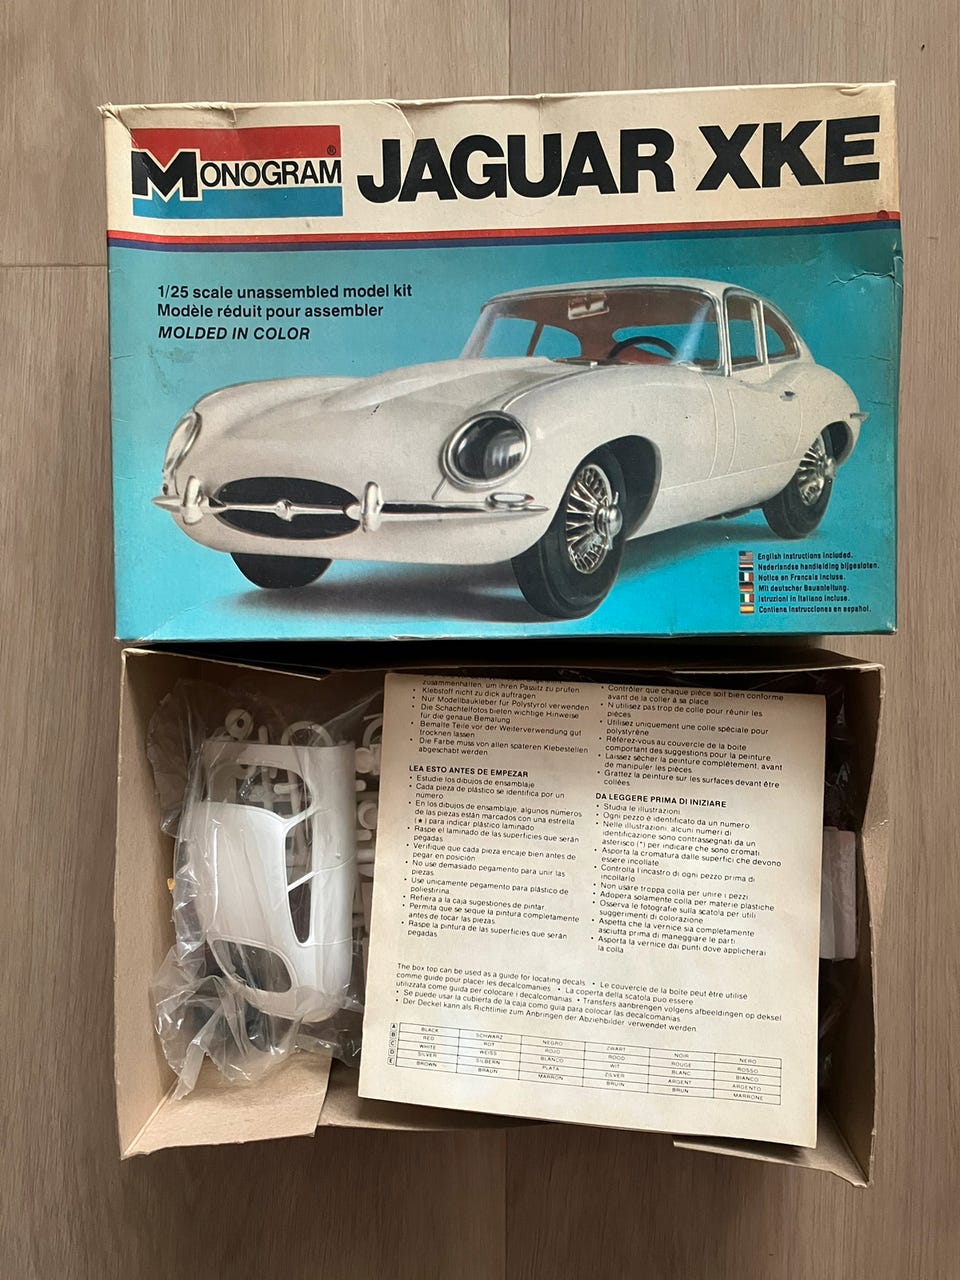 MONOGRAM®
JAGUAR XKE
1/25 scale unassembled model kit
Modèle réduit pour assembler
MOLDED IN COLOR
English instructions included.
Nederlandse handleiding bijgesloten.
Notice en Francais incluse.
Mit deutscher Bauanleitung.
Istruzioni in Italiano incluse.
Contiene instrucciones en español.
zusammenhalten, um ihren Passitz zu prüfen
• Klebstoff nicht zu dick auftragen
• Nur Modellbaukleber für Polystyrol verwenden
• Die Schachtelfotos bieten wichtige Hinweise
für die genaue Bemalung
• Bemalte Teile vor der Weiterverwendung gut
trocknen lassen
• Die Farbe muss von allen späteren Klebestellen
abgeschabt werden
LEA ESTO ANTES DE EMPEZAR
• Estudie los dibujos de ensamblaje
• Cada pieza de plástico se identifica por un
número
• En los dibujos de ensamblaje, algunos números
de las piezas están marcados con una estrella
(★) para indicar plástico laminado
• Raspe el laminado de las superficies que serán
pegadas
• Verifique que cada pieza encaje bien antes de
pegar en posición
• No use demasiado pegamento para unir las
piezas
• Use unicamente pegamento para plástico de
poliestirina
• Refiera a la caja sugestiones de pintar
• Permita que se seque la pintura completamente
antes de tocar las piezas
• Raspe la pintura de las superficies que serán
pegadas
• Contrôler que chaque pièce soit bien conforme
avant de la coller à sa place
• N utilisez pas trop de colle pour réunir les
pièces
• Utilisez uniquement une colle spéciale pour
polystyrène
• Référez-vous au couvercle de la boite
comportant des suggestions pour la peinture
• Laissez sêcher la peinture complètement, avant
de manipuler les pièces
• Grattez la peinture sur les surfaces devant être
collées
DA LEGGERE PRIMA DI INIZIARE
• Studia le illustrazioni
• Ogni pezzo è identificato da un numero
• Nelle illustrazioni, alcuni numeri di
identificazione sono contrassegnati da un
asterisco (*) per indicare che sono cromati
• Asporta la cromatura dalle superfici che devono
essere incollate
• Controlla l'incastro di ogni pezzo prima di
incollarlo
• Non usare troppa colla per unire i pezzi
• Adopera solamente colla per materie plastiche
• Osserva le fotografie sulla scatola per utili
suggerimenti di colorazione
• Aspetta che la vernice sia completamente
asciutta prima di maneggiare le parti
• Asporta la vernice dai punti dove applicherai
la colla
The box top can be used as a guide for locating decals • Le couvercle de la boite peut être utilisé
comme guide pour placer les decalcomanies • La coperta della scatola puo essere
utilizzata come guida per colocare i decalcomanias • Transfers aanbrengen volgens afbeeldingen op deksel
• Se puede usar la cubierta de la caja como guia para colocar las decalcomanias
• Der Deckel kann als Richtlinie zum Anbringen der Abziehbilder verwendet werden
A BLACK SCHWARZ NEGRO ZWART NOIR NERO
B RED ROT ROJO ROOD ROUGE ROSSO
C WHITE WEISS BLANCO WIT BLANC BIANCO
D SILVER SILBERN PLATA ZILVER ARGENT ARGENTO
E BROWN BRAUN MARRON BRUIN BRUN MARRONE